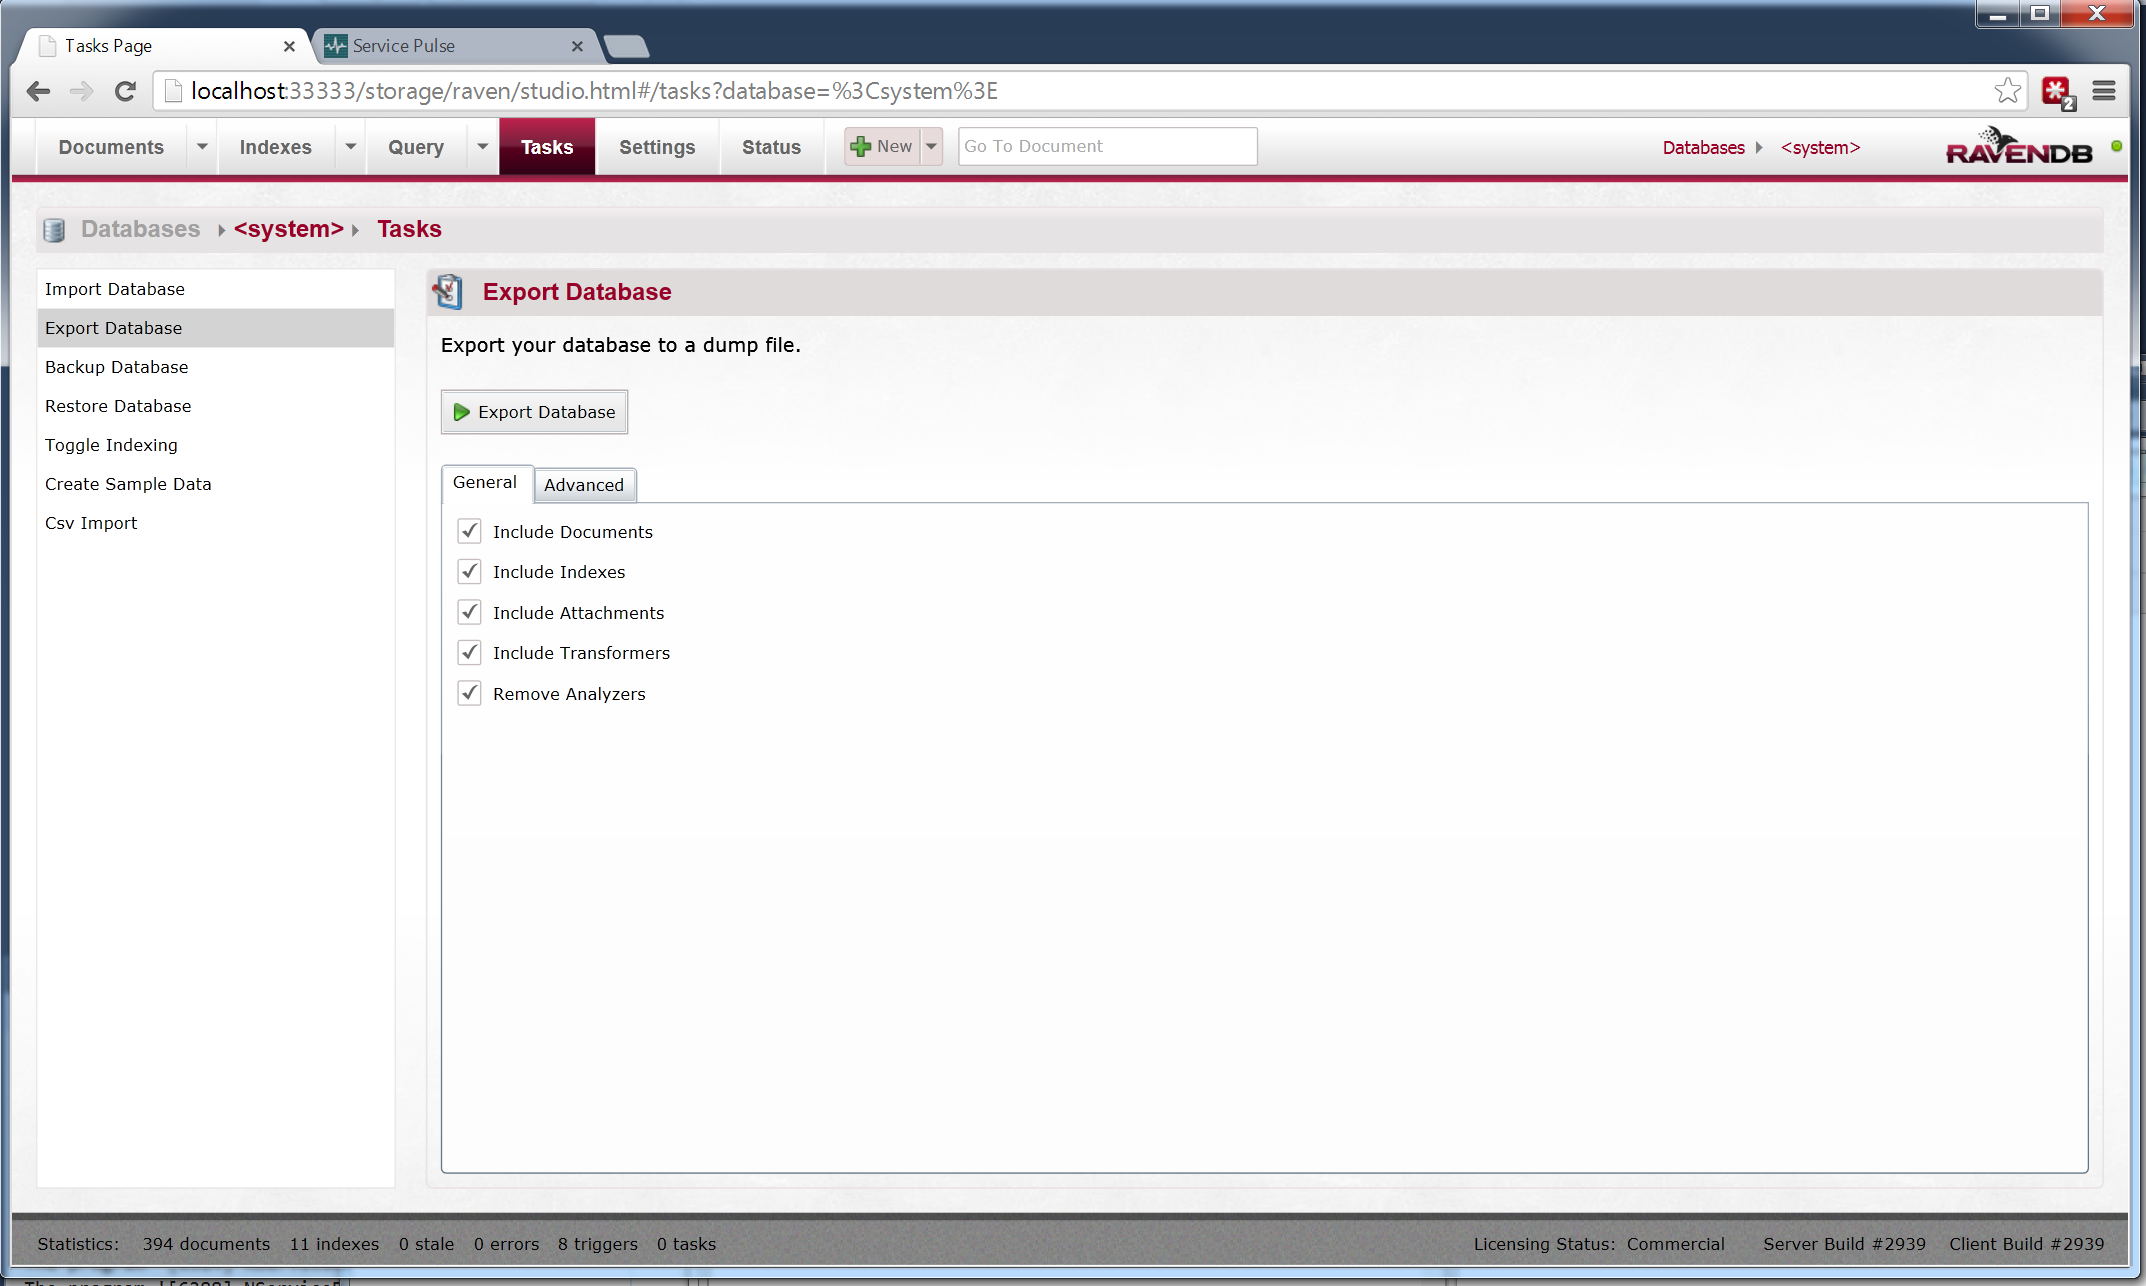 Tasks Page
Service Pulse
localhost:33333/storage/raven/studio.html#/tasks?database=%3Csystem%3E
2
Documents Indexes Query Tasks Settings Status New Go To Document Databases <system> RAVENDB
Databases <system> Tasks
Import Database
Export Database
Backup Database
Restore Database
Toggle Indexing
Create Sample Data
Csv Import
Export Database
Export your database to a dump file.
Export Database
General Advanced
Include Documents
Include Indexes
Include Attachments
Include Transformers
Remove Analyzers
Statistics: 394 documents 11 indexes 0 stale 0 errors 8 triggers 0 tasks Licensing Status: Commercial Server Build #2939 Client Build #2939